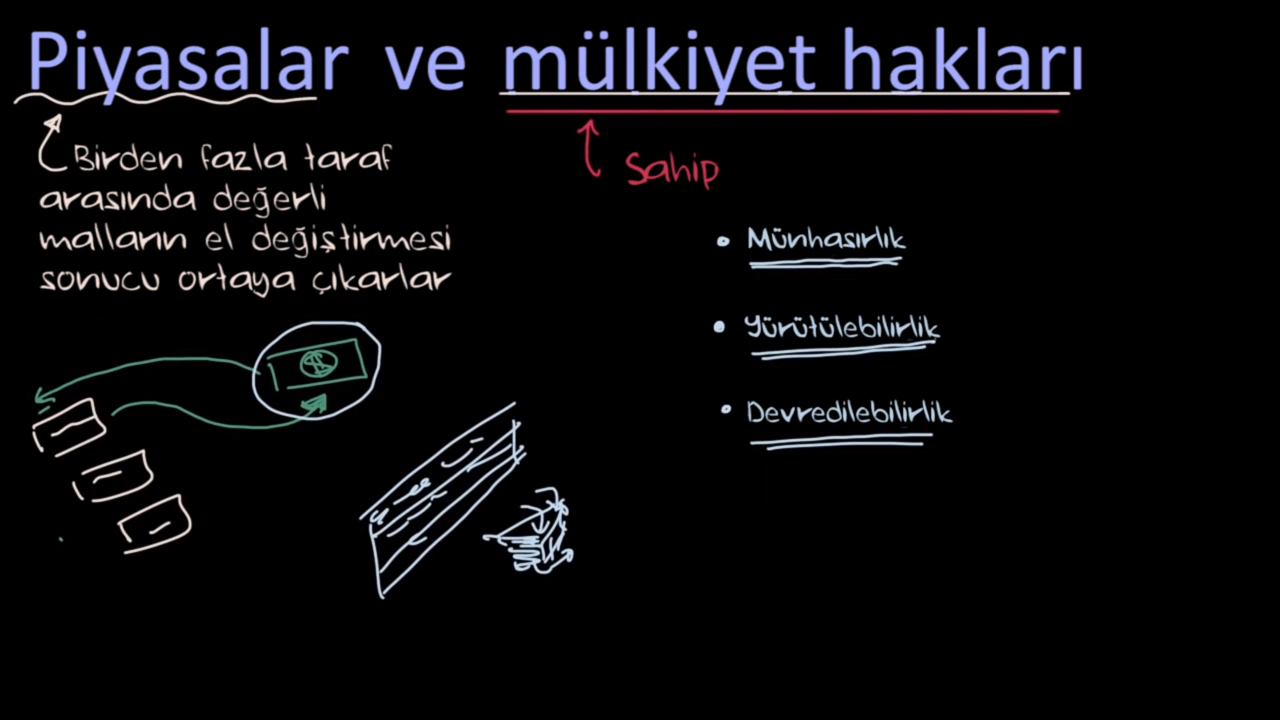 Piyasalar ve mülkiyet hakları
Birden fazla taraf
arasında değerli
malların el değiştirmesi
sonucu ortaya çıkarlar
Sahip
• Münhasırlık
• Yürütülebilirlik
• Devredilebilirlik
$